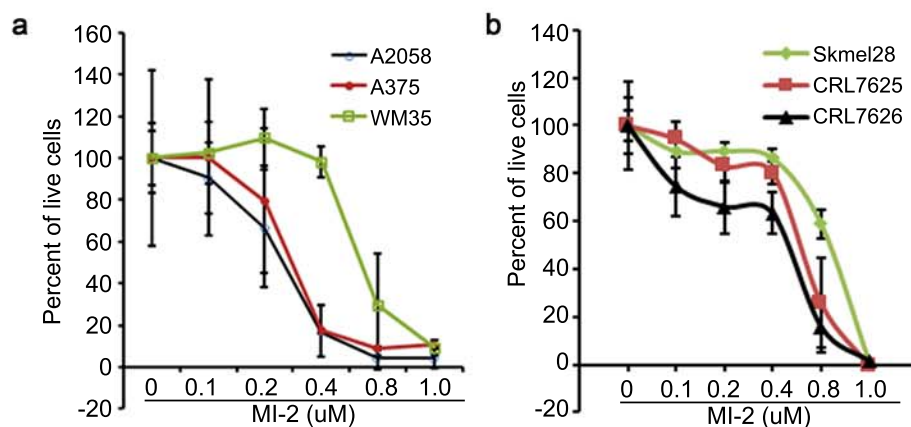 a
160
140
120
100
80
60
40
20
0
-20
Percent of live cells
A2058
A375
WM35
0 0.1 0.2 0.4 0.8 1.0
MI-2 (uM)
b
140
120
100
80
60
40
20
0
-20
Percent of live cells
Skmel28
CRL7625
CRL7626
0 0.1 0.2 0.4 0.8 1.0
MI-2 (uM)